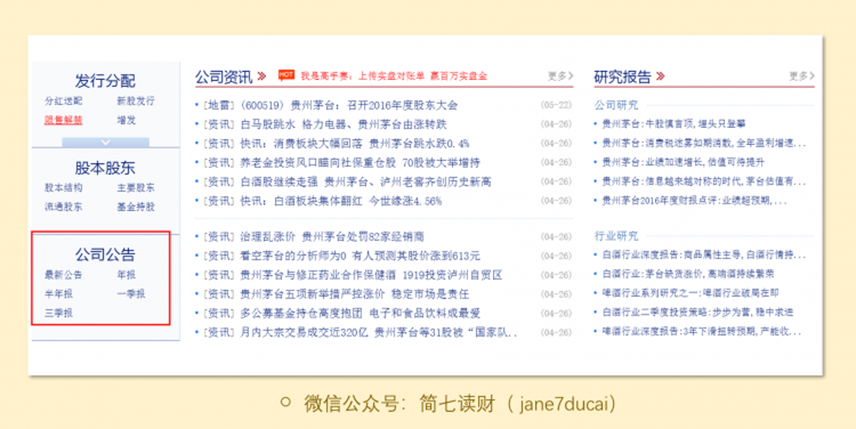 发行分配
分红送配 新股发行
限售解禁 增发
股本股东
股本结构 主要股东
流通股东 基金持股
公司公告
最新公告 年报
半年报 一季报
三季报
公司资讯 HOT 我是高手赛: 上传实盘对账单 赢百万实盘金 更多
[地雷] (600519) 贵州茅台: 召开2016年度股东大会 (05-22)
[资讯] 白马股跳水 格力电器、贵州茅台由涨转跌 (04-26)
[资讯] 快讯: 消费板块大幅回落 贵州茅台跳水跌0.4% (04-26)
[资讯] 养老金投资风口瞄向社保重仓股 70股被大举增持 (04-26)
[资讯] 白酒股继续走强 贵州茅台、泸州老窖齐创历史新高 (04-26)
[资讯] 快讯: 白酒板块集体翻红 今世缘涨4.56% (04-26)
[资讯] 治理乱涨价 贵州茅台处罚82家经销商 (04-26)
[资讯] 看空茅台的分析师为0 有人预测其股价涨到613元 (04-26)
[资讯] 贵州茅台与修正药业合作保健酒 1919投资泸州自贸区 (04-26)
[资讯] 贵州茅台五项新举措严控涨价 稳定市场是责任 (04-26)
[资讯] 多公募基金持仓高度抱团 电子和食品饮料成最爱 (04-26)
[资讯] 月内大宗交易成交近320亿 贵州茅台等31股被“国家队.. (04-26)
研究报告 更多
公司研究
贵州茅台:牛股慎言顶,埋头只登攀
贵州茅台:消费税迷雾如期消散,全年盈利增速...
贵州茅台:业绩加速增长,估值可待提升
贵州茅台:信息越来越对称的时代,茅台估值有...
贵州茅台2016年度财报点评:业绩超预期,...
行业研究
白酒行业深度报告:商品属性主导,白酒行情持...
白酒行业:茅台缺货涨价,高端酒持续繁荣
啤酒行业系列研究之一:啤酒行业破局在即
白酒行业二季度投资策略:步步为营,稳中求进
啤酒行业深度报告:3年下滑扭转预期,产能收...
微信公众号: 简七读财 ( jane7ducai)